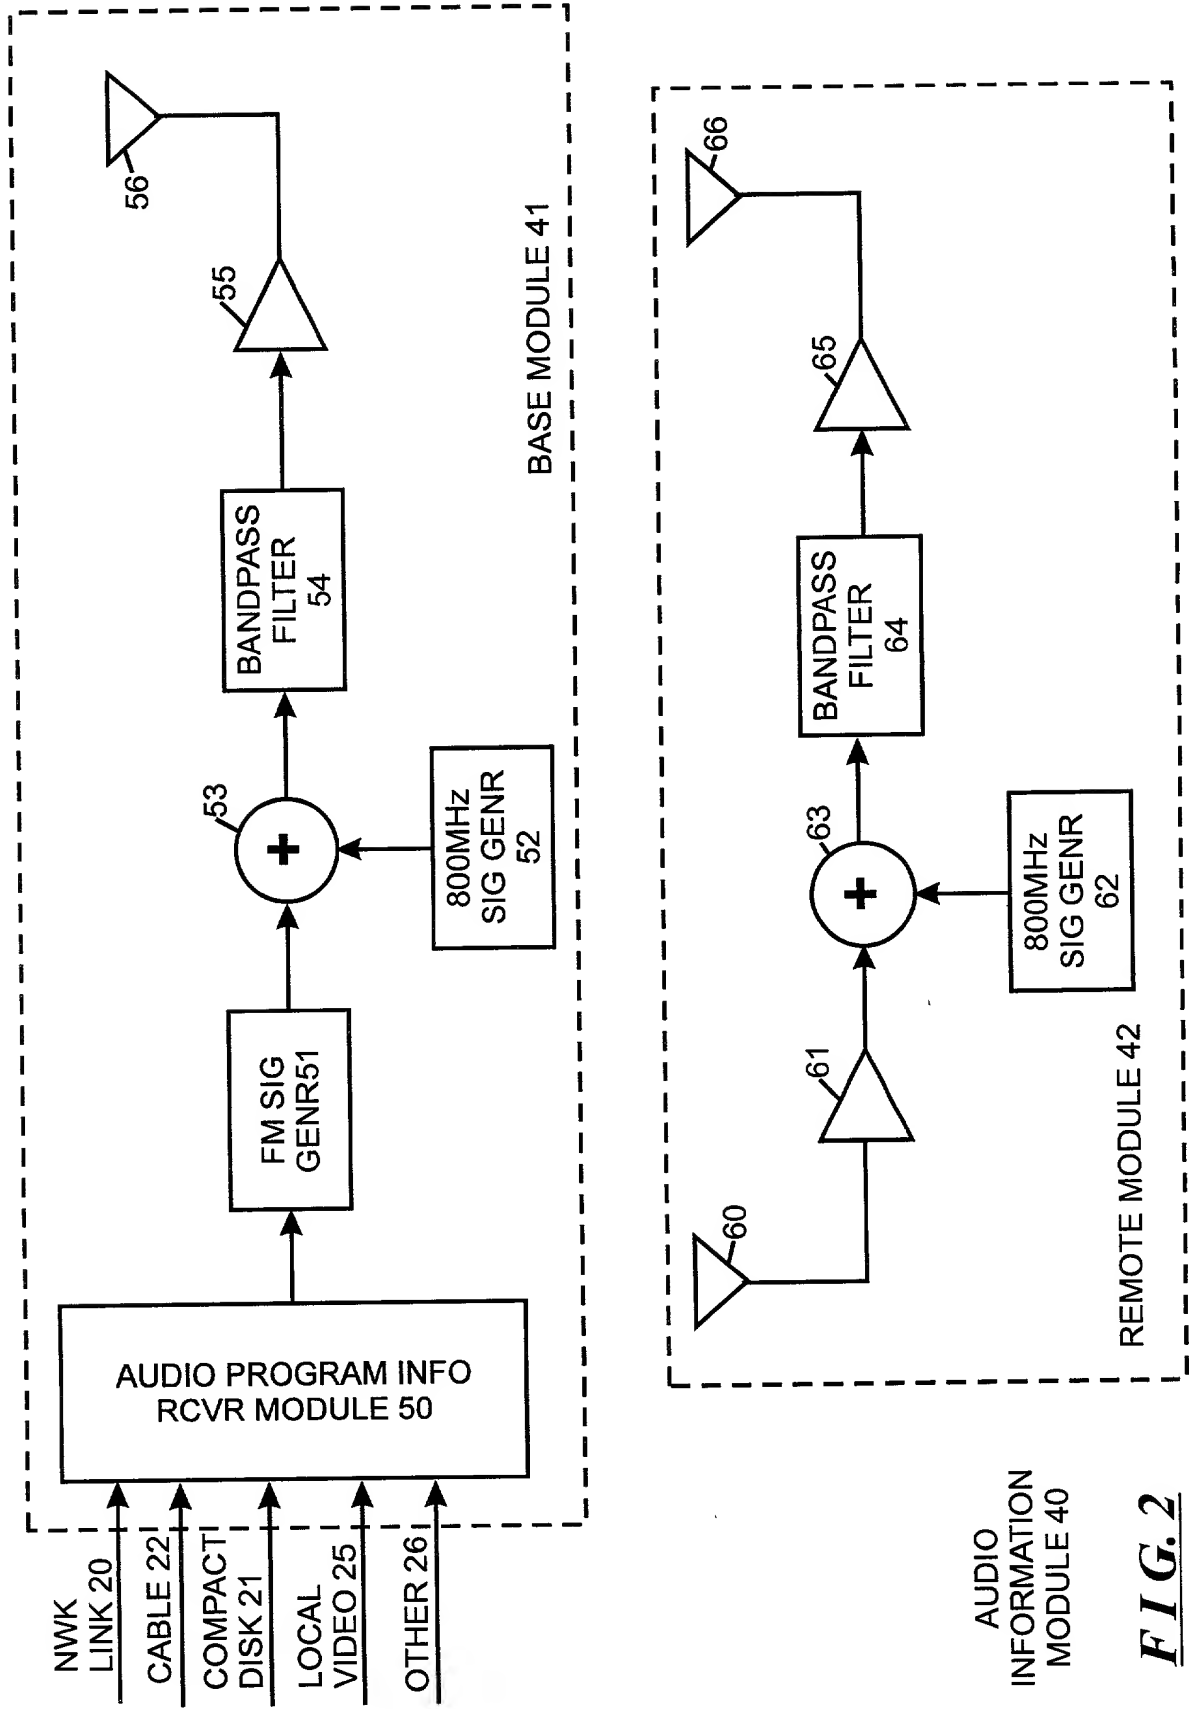 NWK
LINK 20
CABLE 22
COMPACT
DISK 21
LOCAL
VIDEO 25
OTHER 26
AUDIO PROGRAM INFO
RCVR MODULE 50
FM SIG
GENR51
53
800MHz
SIG GENR
52
BANDPASS
FILTER
54
55
56
BASE MODULE 41
60
61
63
800MHz
SIG GENR
62
BANDPASS
FILTER
64
65
66
REMOTE MODULE 42
AUDIO
INFORMATION
MODULE 40
FIG. 2